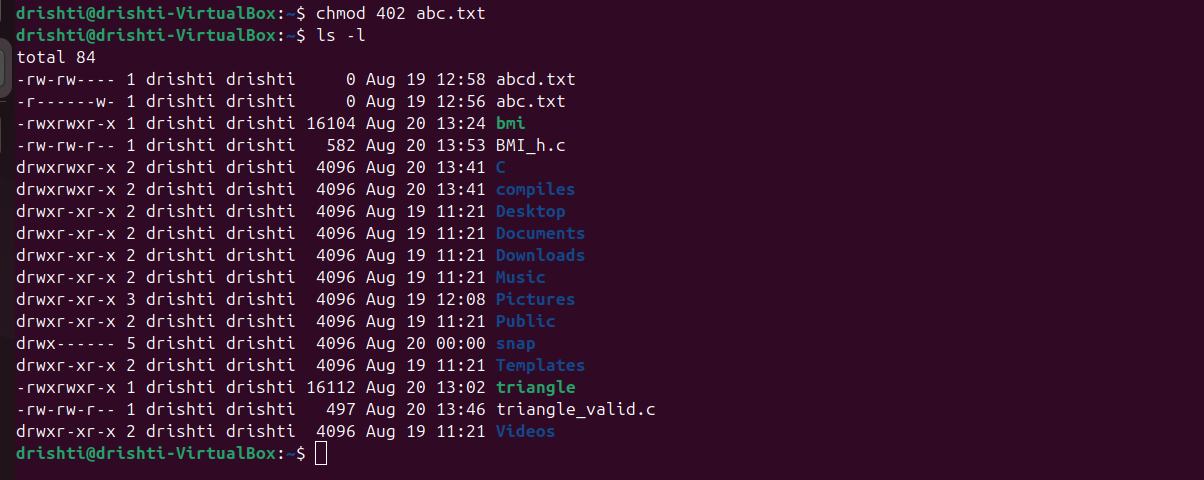 drishti@drishti-VirtualBox:~$ chmod 402 abc.txt
drishti@drishti-VirtualBox:~$ ls -l
total 84
-rw-rw---- 1 drishti drishti     0 Aug 19 12:58 abcd.txt
-r------w- 1 drishti drishti     0 Aug 19 12:56 abc.txt
-rwxrwxr-x 1 drishti drishti 16104 Aug 20 13:24 bmi
-rw-rw-r-- 1 drishti drishti   582 Aug 20 13:53 BMI_h.c
drwxrwxr-x 2 drishti drishti  4096 Aug 20 13:41 C
drwxrwxr-x 2 drishti drishti  4096 Aug 20 13:41 compiles
drwxr-xr-x 2 drishti drishti  4096 Aug 19 11:21 Desktop
drwxr-xr-x 2 drishti drishti  4096 Aug 19 11:21 Documents
drwxr-xr-x 2 drishti drishti  4096 Aug 19 11:21 Downloads
drwxr-xr-x 2 drishti drishti  4096 Aug 19 11:21 Music
drwxr-xr-x 3 drishti drishti  4096 Aug 19 12:08 Pictures
drwxr-xr-x 2 drishti drishti  4096 Aug 19 11:21 Public
drwx------ 5 drishti drishti  4096 Aug 20 00:00 snap
drwxr-xr-x 2 drishti drishti  4096 Aug 19 11:21 Templates
-rwxrwxr-x 1 drishti drishti 16112 Aug 20 13:02 triangle
-rw-rw-r-- 1 drishti drishti   497 Aug 20 13:46 triangle_valid.c
drwxr-xr-x 2 drishti drishti  4096 Aug 19 11:21 Videos
drishti@drishti-VirtualBox:~$